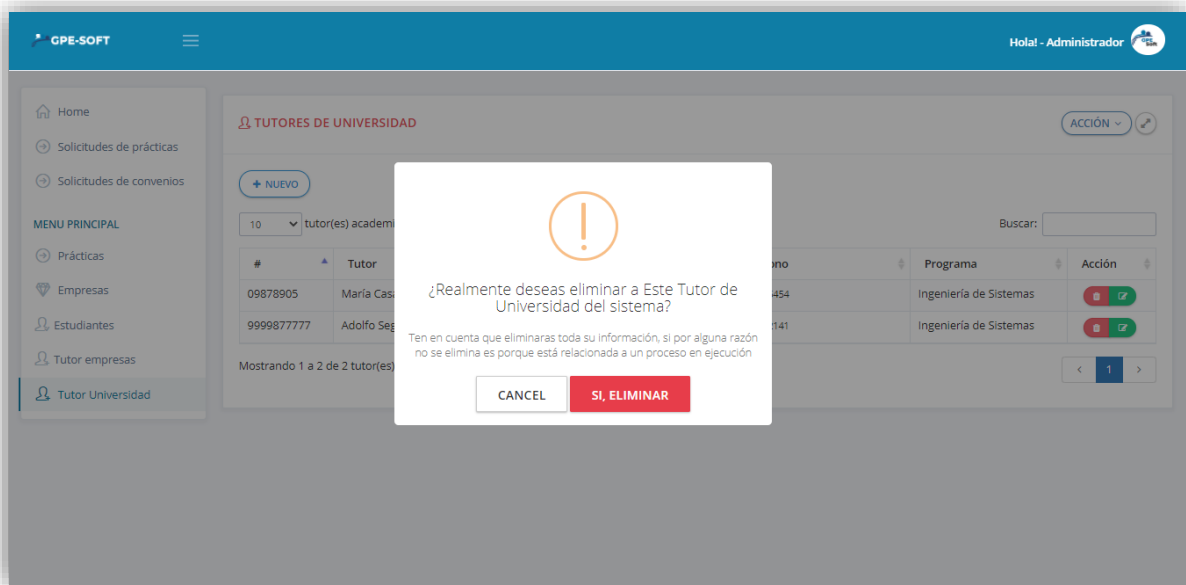 GPE-SOFT
Hola! - Administrador
Home
Solicitudes de prácticas
Solicitudes de convenios
MENU PRINCIPAL
Prácticas
Empresas
Estudiantes
Tutor empresas
Tutor Universidad
TUTORES DE UNIVERSIDAD
ACCIÓN
+ NUEVO
10 tutor(es) academi
Buscar:
# Tutor ono Programa Acción
09878905 María Casa 454 Ingeniería de Sistemas
9999877777 Adolfo Seg 141 Ingeniería de Sistemas
Mostrando 1 a 2 de 2 tutor(es)
< 1 >
¿Realmente deseas eliminar a Este Tutor de
Universidad del sistema?
Ten en cuenta que eliminaras toda su información, si por alguna razón
no se elimina es porque está relacionada a un proceso en ejecución
CANCEL
SI, ELIMINAR